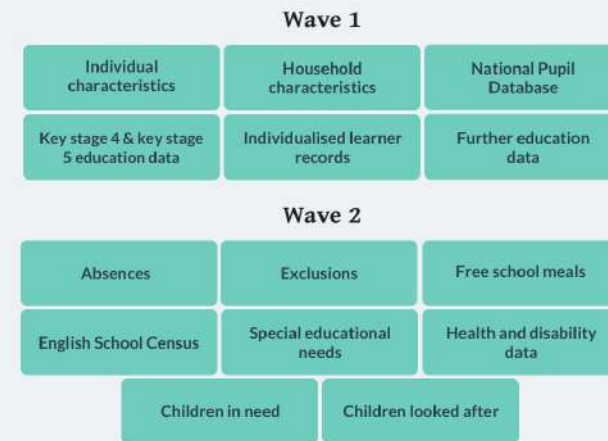 Wave 1
Individual
characteristics
Household
characteristics
National Pupil
Database
Key stage 4 & key stage
5 education data
Individualised learner
records
Further education
data
Wave 2
Absences
Exclusions
Free school meals
English School Census
Special educational
needs
Health and disability
data
Children in need
Children looked after